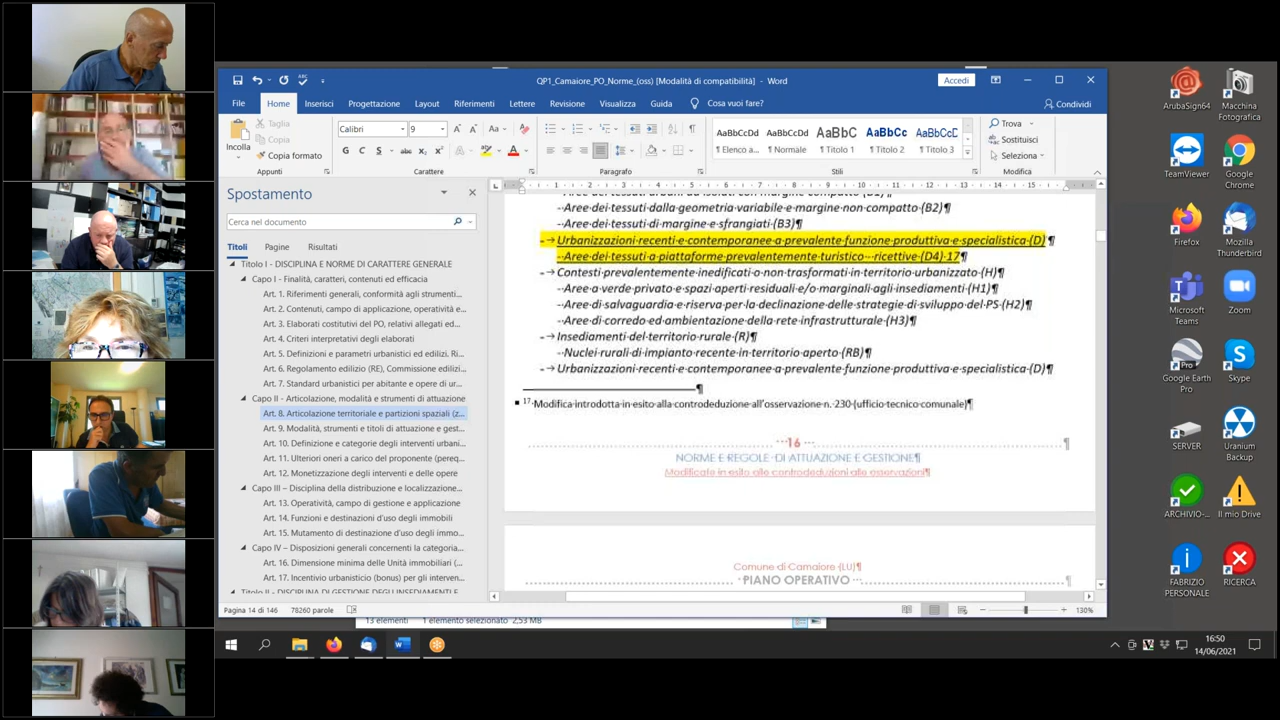 QP1_Camaiore_PO_Norme_(oss) [Modalità di compatibilità] - Word
Accedi
File
Home
Inserisci
Progettazione
Layout
Riferimenti
Lettere
Revisione
Visualizza
Guida
Cosa vuoi fare?
Condividi
Incolla
Taglia
Copia
Copia formato
Calibri
9
G C S abc x₂ x²
AaBbCcDd
¶ Elenco a...
AaBbCcDd
¶ Normale
AaBbC
¶ Titolo 1
AaBbCc
¶ Titolo 2
AaBbCcD
¶ Titolo 3
Trova
Sostituisci
Seleziona
Appunti
Carattere
Paragrafo
Stili
Modifica
Spostamento
Cerca nel documento
Titoli
Pagine
Risultati
Titolo I - DISCIPLINA E NORME DI CARATTERE GENERALE
Capo I - Finalità, caratteri, contenuti ed efficacia
Art. 1. Riferimenti generali, conformità agli strumenti...
Art. 2. Contenuti, campo di applicazione, operatività e...
Art. 3. Elaborati costitutivi del PO, relativi allegati ed...
Art. 4. Criteri interpretativi degli elaborati
Art. 5. Definizioni e parametri urbanistici ed edilizi. Ri...
Art. 6. Regolamento edilizio (RE), Commissione edilizi...
Art. 7. Standard urbanistici per abitante e opere di ur...
Capo II - Articolazione, modalità e strumenti di attuazione
Art. 8. Articolazione territoriale e partizioni spaziali (z...
Art. 9. Modalità, strumenti e titoli di attuazione e gest...
Art. 10. Definizione e categorie degli interventi urbani...
Art. 11. Ulteriori oneri a carico del proponente (pereq...
Art. 12. Monetizzazione degli interventi e delle opere
Capo III – Disciplina della distribuzione e localizzazione...
Art. 13. Operatività, campo di gestione e applicazione
Art. 14. Funzioni e destinazioni d'uso degli immobili
Art. 15. Mutamento di destinazione d'uso degli immo...
Capo IV – Disposizioni generali concernenti la categoria,...
Art. 16. Dimensione minima delle Unità immobiliari (...
Art. 17. Incentivo urbanistico (bonus) per gli interven...
- Aree dei tessuti dalla geometria variabile e margine non compatto (B2)¶
- Aree dei tessuti di margine e sfrangiati (B3)¶
- → Urbanizzazioni recenti e contemporanee a prevalente funzione produttiva e specialistica (D) ¶
- Aree dei tessuti a piattaforme prevalentemente turistico - ricettive (D4) 17¶
- → Contesti prevalentemente inedificati o non trasformati in territorio urbanizzato (H)¶
- Aree a verde privato e spazi aperti residuali e/o marginali agli insediamenti (H1)¶
- Aree di salvaguardia e riserva per la declinazione delle strategie di sviluppo del PS (H2)¶
- Aree di corredo ed ambientazione della rete infrastrutturale (H3)¶
- → Insediamenti del territorio rurale (R)¶
- Nuclei rurali di impianto recente in territorio aperto (RB)¶
- → Urbanizzazioni recenti e contemporanee a prevalente funzione produttiva e specialistica (D)¶
17 Modifica introdotta in esito alla controdeduzione all'osservazione n. 230 (ufficio tecnico comunale)¶
16
NORME E REGOLE DI ATTUAZIONE E GESTIONE¶
Modificate in esito alle controdeduzioni alle osservazioni¶
Comune di Camaiore (LU)¶
PIANO OPERATIVO
Pagina 14 di 146
78260 parole
130%
13 elementi
1 elemento selezionato 2,53 MB
ArubaSign64
Macchina Fotografica
TeamViewer
Google Chrome
Firefox
Mozilla Thunderbird
Microsoft Teams
Zoom
Google Earth Pro
Skype
SERVER
Uranium Backup
ARCHIVIO-...
Il mio Drive
FABRIZIO PERSONALE
RICERCA
16:50
14/06/2021